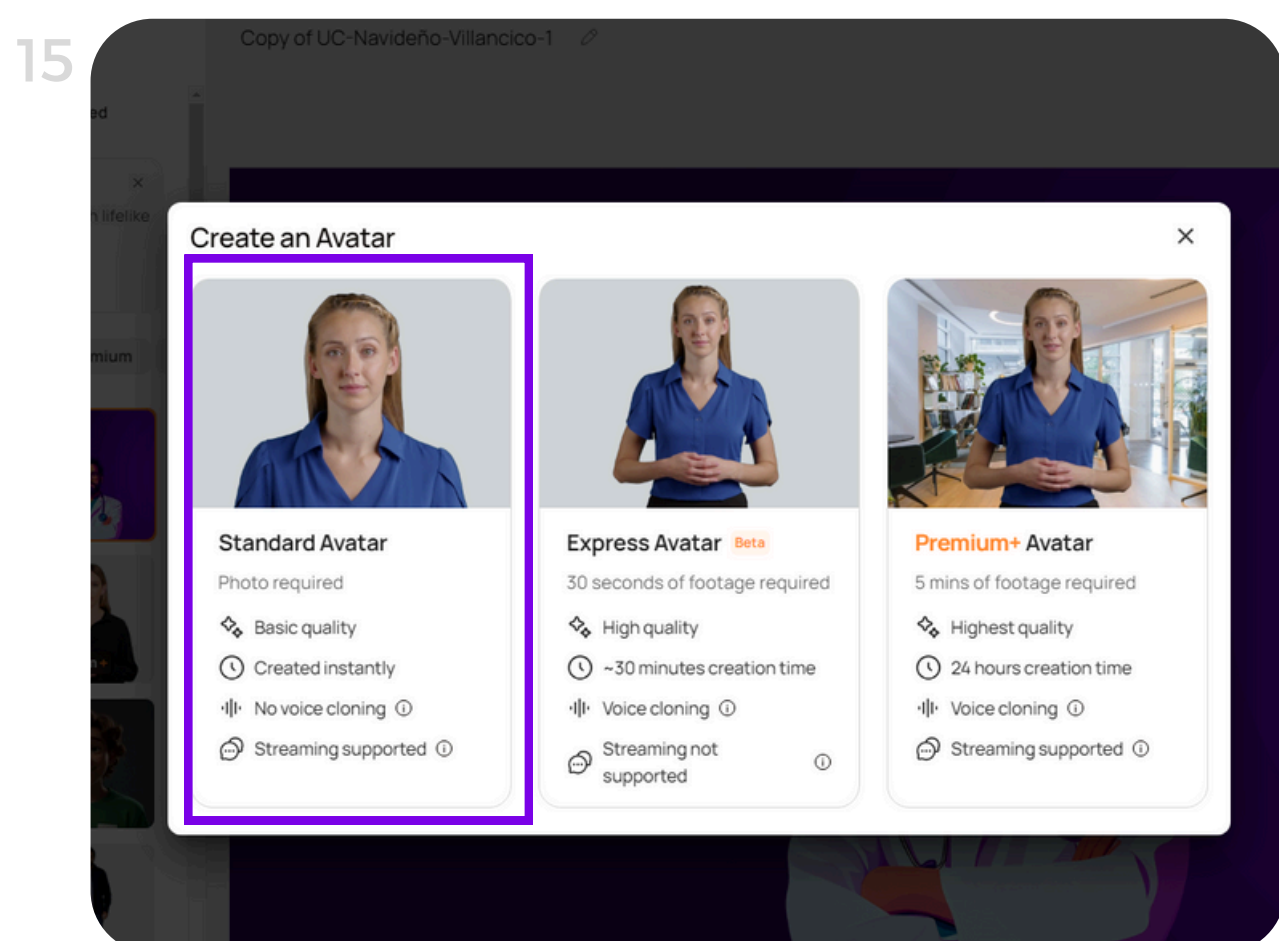 15
Copy of UC-Navideño-Villancico-1
ed
n lifelike
mium
Create an Avatar
Standard Avatar
Photo required
Basic quality
Created instantly
No voice cloning
Streaming supported
Express Avatar Beta
30 seconds of footage required
High quality
~30 minutes creation time
Voice cloning
Streaming not
supported
Premium+ Avatar
5 mins of footage required
Highest quality
24 hours creation time
Voice cloning
Streaming supported